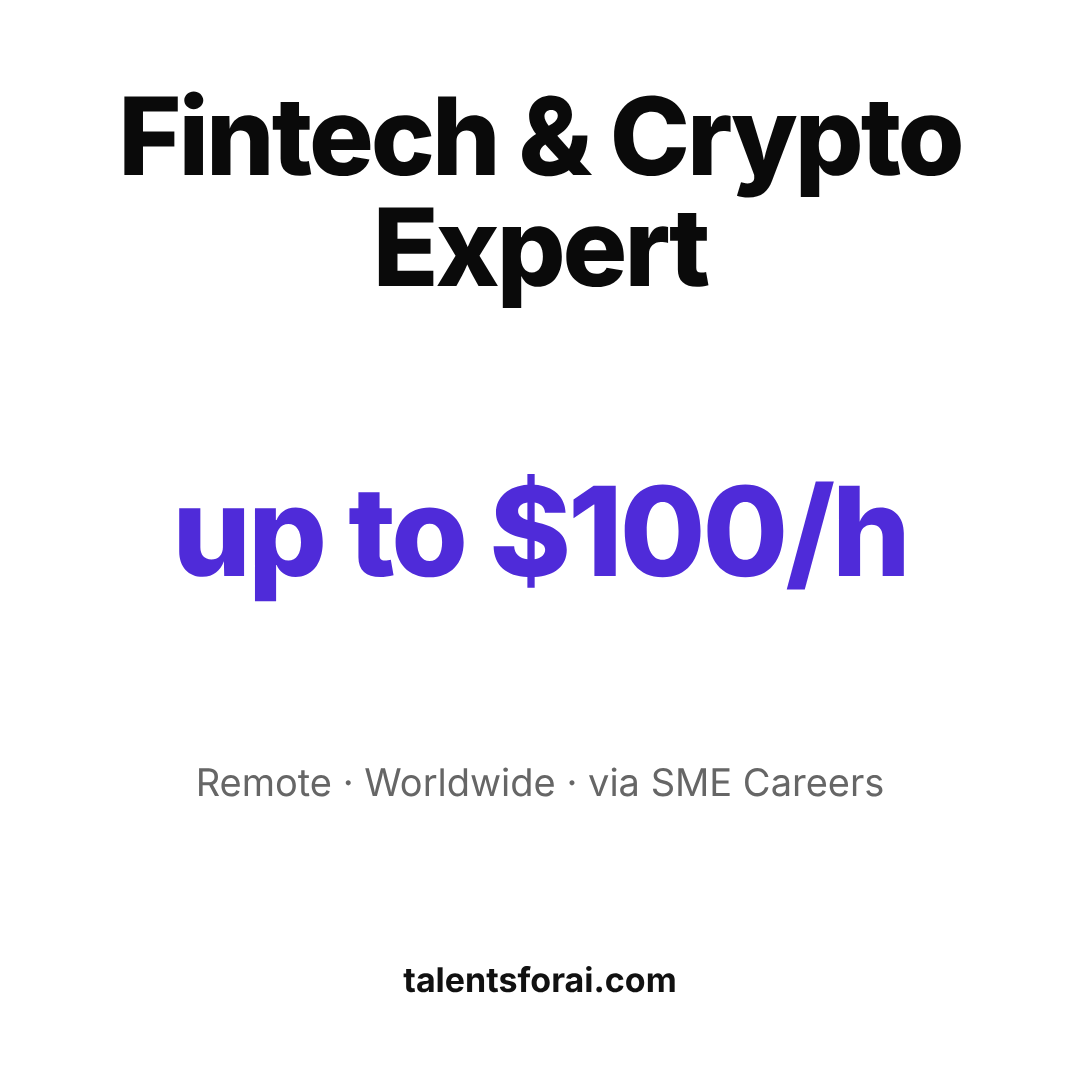 Fintech & Crypto
Expert
up to $100/h
Remote · Worldwide · via SME Careers
talentsforai.com